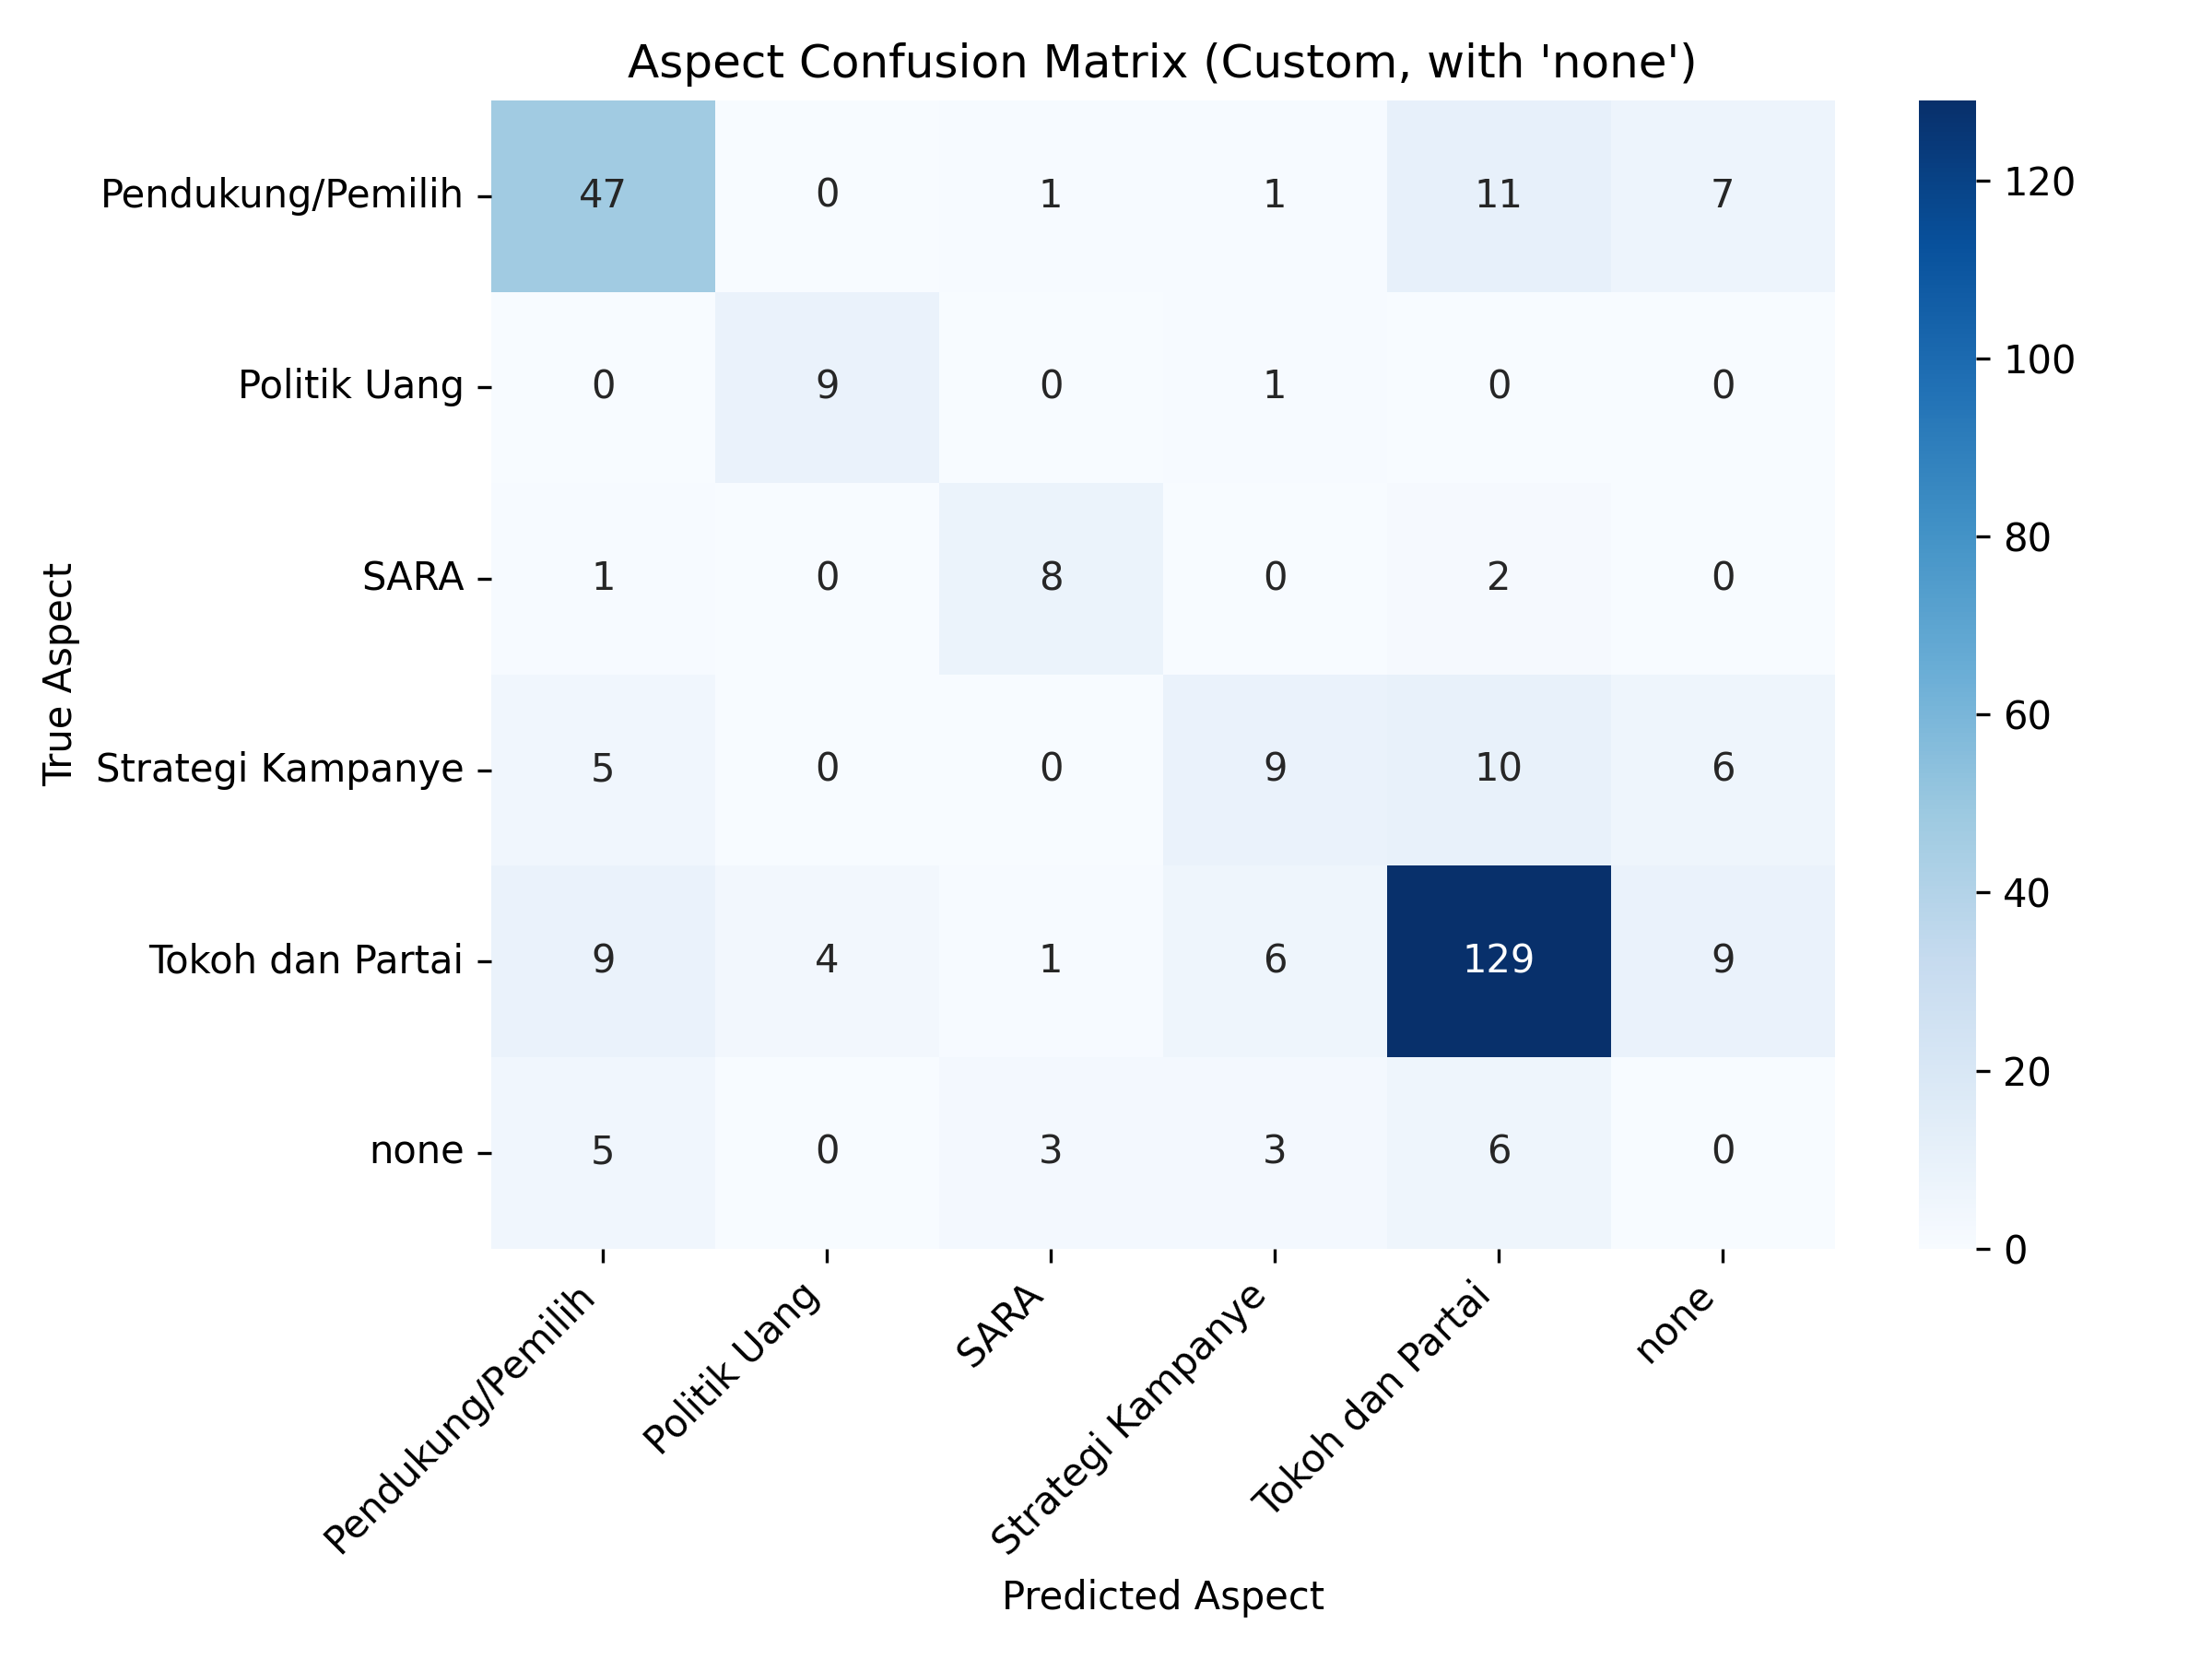 Aspect Confusion Matrix (Custom, with 'none')
True Aspect
Pendukung/Pemilih 47 0 1 1 11 7
Politik Uang 0 9 0 1 0 0
SARA 1 0 8 0 2 0
Strategi Kampanye 5 0 0 9 10 6
Tokoh dan Partai 9 4 1 6 129 9
none 5 0 3 3 6 0
Pendukung/Pemilih Politik Uang SARA Strategi Kampanye Tokoh dan Partai none
Predicted Aspect
120
100
80
60
40
20
0